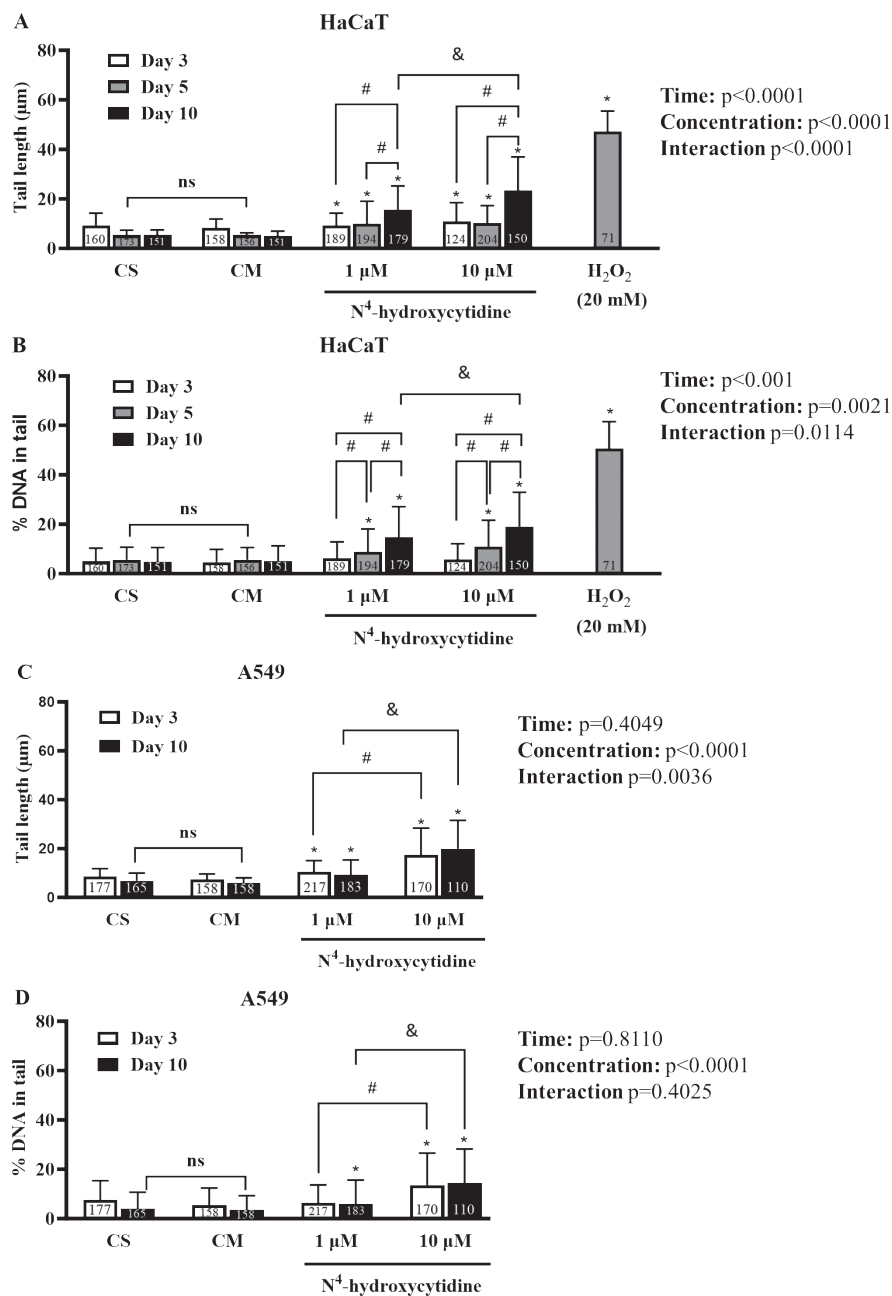 A
HaCaT
Tail length (µm)
80
60
40
20
0
Day 3
Day 5
Day 10
ns
#
#
&
#
#
* * * * * * *
160 173 151 158 156 151 189 194 179 124 204 150 71
CS CM 1 µM 10 µM H₂O₂
(20 mM)
N⁴-hydroxycytidine
Time: p<0.0001
Concentration: p<0.0001
Interaction p<0.0001
B
HaCaT
% DNA in tail
80
60
40
20
0
Day 3
Day 5
Day 10
ns
&
#
# #
#
# #
* * * * *
160 173 151 158 156 151 189 194 179 124 204 150 71
CS CM 1 µM 10 µM H₂O₂
(20 mM)
N⁴-hydroxycytidine
Time: p<0.001
Concentration: p=0.0021
Interaction p=0.0114
C
A549
Tail length (µm)
80
60
40
20
0
Day 3
Day 10
ns
&
#
* * * *
177 165 158 158 217 183 170 110
CS CM 1 µM 10 µM
N⁴-hydroxycytidine
Time: p=0.4049
Concentration: p<0.0001
Interaction p=0.0036
D
A549
% DNA in tail
80
60
40
20
0
Day 3
Day 10
ns
&
#
* * *
177 165 158 158 217 183 170 110
CS CM 1 µM 10 µM
N⁴-hydroxycytidine
Time: p=0.8110
Concentration: p<0.0001
Interaction p=0.4025